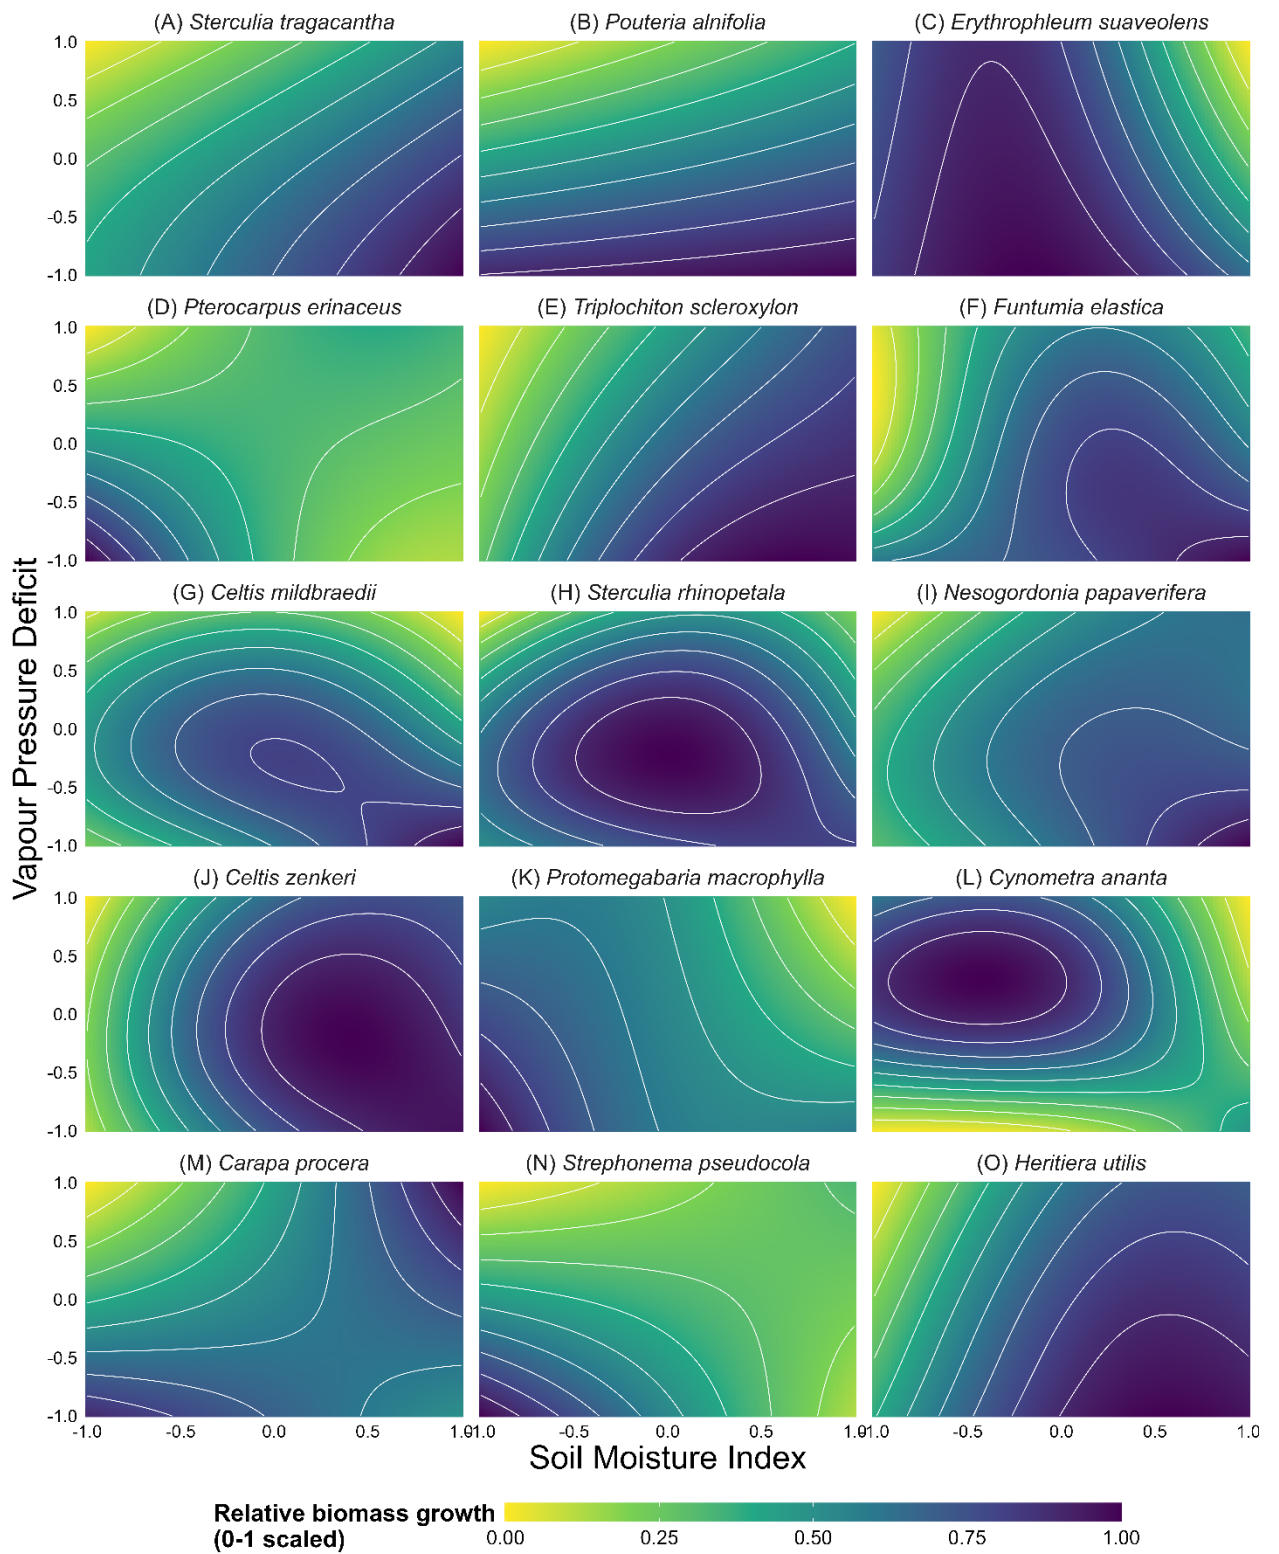 (A) Sterculia tragacantha
(B) Pouteria alnifolia
(C) Erythrophleum suaveolens
1.0
0.5
0.0
-0.5
-1.0
(D) Pterocarpus erinaceus
(E) Triplochiton scleroxylon
(F) Funtumia elastica
1.0
0.5
0.0
-0.5
-1.0
(G) Celtis mildbraedii
(H) Sterculia rhinopetala
(I) Nesogordonia papaverifera
1.0
0.5
0.0
-0.5
-1.0
(J) Celtis zenkeri
(K) Protomegabaria macrophylla
(L) Cynometra ananta
1.0
0.5
0.0
-0.5
-1.0
(M) Carapa procera
(N) Strephonema pseudocola
(O) Heritiera utilis
1.0
0.5
0.0
-0.5
-1.0
-1.0 -0.5 0.0 0.5 1.0
-1.0 -0.5 0.0 0.5 1.0
-1.0 -0.5 0.0 0.5 1.0
Vapour Pressure Deficit
Soil Moisture Index
Relative biomass growth
(0-1 scaled)
0.00 0.25 0.50 0.75 1.00